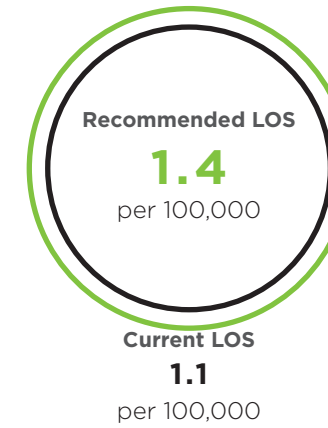 Recommended LOS
1.4
per 100,000
Current LOS
1.1
per 100,000